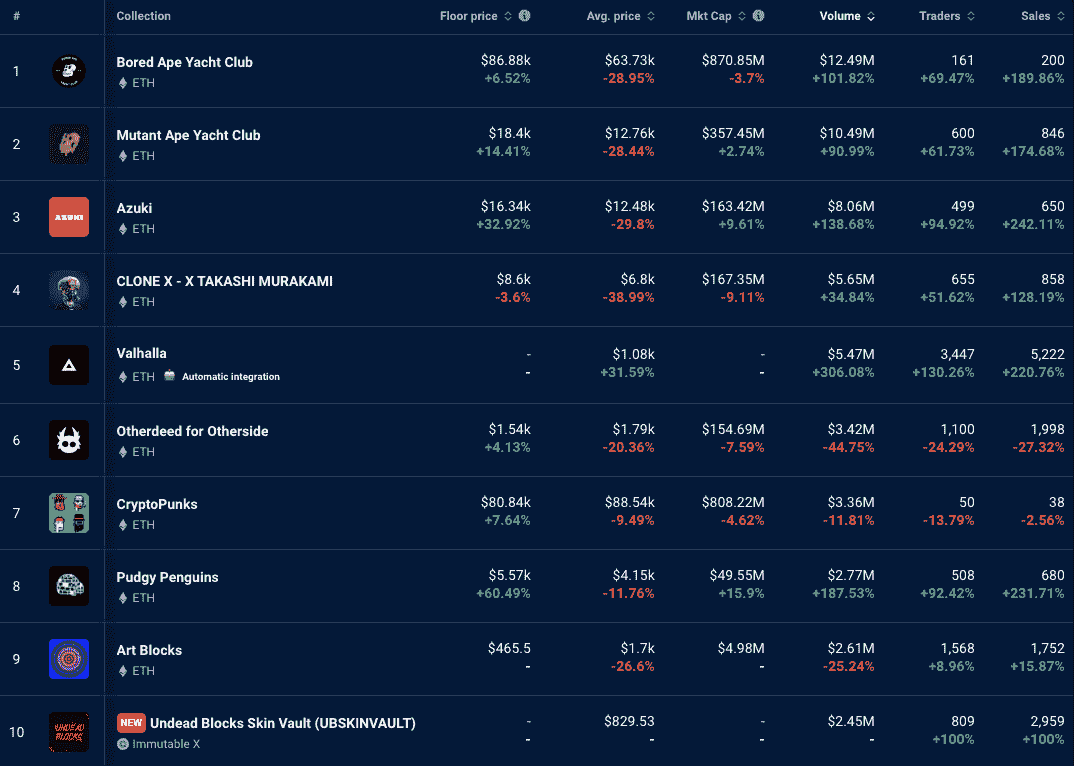 # Collection Floor price Avg. price Mkt Cap Volume Traders Sales
1 Bored Ape Yacht Club $86.88k $63.73k $870.85M $12.49M 161 200
ETH +6.52% -28.95% -3.7% +101.82% +69.47% +189.86%
2 Mutant Ape Yacht Club $18.4k $12.76k $357.45M $10.49M 600 846
ETH +14.41% -28.44% +2.74% +90.99% +61.73% +174.68%
3 AZUKI Azuki $16.34k $12.48k $163.42M $8.06M 499 650
ETH +32.92% -29.8% +9.61% +138.68% +94.92% +242.11%
4 CLONE X - X TAKASHI MURAKAMI $8.6k $6.8k $167.35M $5.65M 655 858
ETH -3.6% -38.99% -9.11% +34.84% +51.62% +128.19%
5 Valhalla - $1.08k - $5.47M 3,447 5,222
ETH Automatic integration - +31.59% - +306.08% +130.26% +220.76%
6 Otherdeed for Otherside $1.54k $1.79k $154.69M $3.42M 1,100 1,998
ETH +4.13% -20.36% -7.59% -44.75% -24.29% -27.32%
7 CryptoPunks $80.84k $88.54k $808.22M $3.36M 50 38
ETH +7.64% -9.49% -4.62% -11.81% -13.79% -2.56%
8 Pudgy Penguins $5.57k $4.15k $49.55M $2.77M 508 680
ETH +60.49% -11.76% +15.9% +187.53% +92.42% +231.71%
9 Art Blocks $465.5 $1.7k $4.98M $2.61M 1,568 1,752
ETH - -26.6% - -25.24% +8.96% +15.87%
10 UNDEAD BLOCKS NEW Undead Blocks Skin Vault (UBSKINVAULT) - $829.53 - $2.45M 809 2,959
Immutable X - - - - +100% +100%